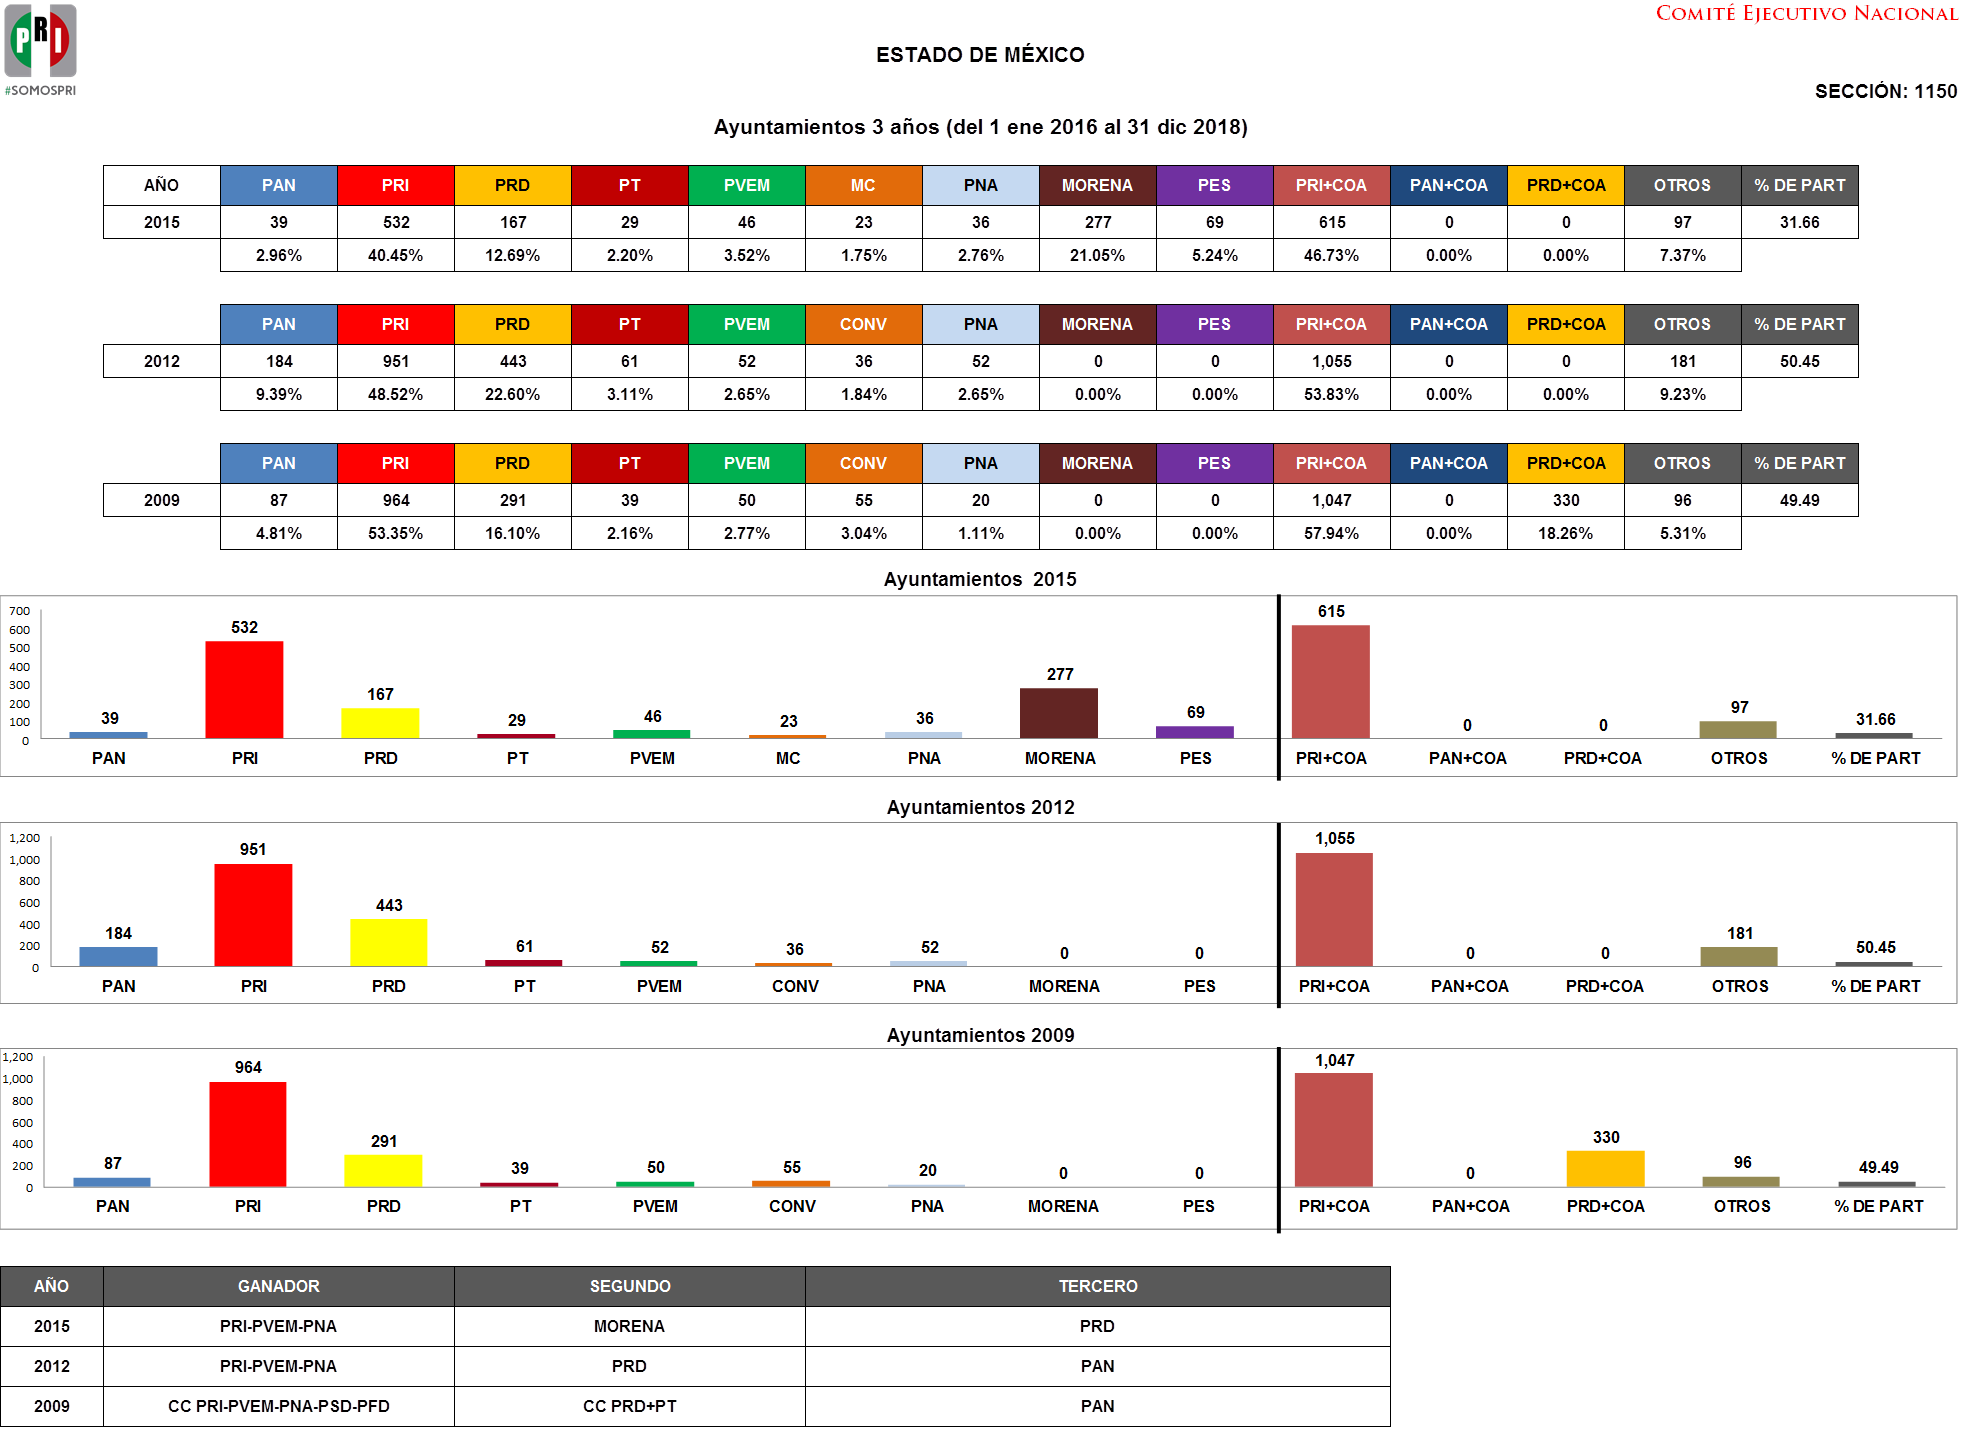 PRI
#SOMOSPRI
COMITÉ EJECUTIVO NACIONAL
ESTADO DE MÉXICO
SECCIÓN: 1150
Ayuntamientos 3 años (del 1 ene 2016 al 31 dic 2018)
AÑO PAN PRI PRD PT PVEM MC PNA MORENA PES PRI+COA PAN+COA PRD+COA OTROS % DE PART
2015 39 532 167 29 46 23 36 277 69 615 0 0 97 31.66
2.96% 40.45% 12.69% 2.20% 3.52% 1.75% 2.76% 21.05% 5.24% 46.73% 0.00% 0.00% 7.37%
PAN PRI PRD PT PVEM CONV PNA MORENA PES PRI+COA PAN+COA PRD+COA OTROS % DE PART
2012 184 951 443 61 52 36 52 0 0 1,055 0 0 181 50.45
9.39% 48.52% 22.60% 3.11% 2.65% 1.84% 2.65% 0.00% 0.00% 53.83% 0.00% 0.00% 9.23%
PAN PRI PRD PT PVEM CONV PNA MORENA PES PRI+COA PAN+COA PRD+COA OTROS % DE PART
2009 87 964 291 39 50 55 20 0 0 1,047 0 330 96 49.49
4.81% 53.35% 16.10% 2.16% 2.77% 3.04% 1.11% 0.00% 0.00% 57.94% 0.00% 18.26% 5.31%
Ayuntamientos 2015
700
600
500
400
300
200
100
0
39 532 167 29 46 23 36 277 69 615 0 0 97 31.66
PAN PRI PRD PT PVEM MC PNA MORENA PES PRI+COA PAN+COA PRD+COA OTROS % DE PART
Ayuntamientos 2012
1,200
1,000
800
600
400
200
0
184 951 443 61 52 36 52 0 0 1,055 0 0 181 50.45
PAN PRI PRD PT PVEM CONV PNA MORENA PES PRI+COA PAN+COA PRD+COA OTROS % DE PART
Ayuntamientos 2009
1,200
1,000
800
600
400
200
0
87 964 291 39 50 55 20 0 0 1,047 0 330 96 49.49
PAN PRI PRD PT PVEM CONV PNA MORENA PES PRI+COA PAN+COA PRD+COA OTROS % DE PART
AÑO GANADOR SEGUNDO TERCERO
2015 PRI-PVEM-PNA MORENA PRD
2012 PRI-PVEM-PNA PRD PAN
2009 CC PRI-PVEM-PNA-PSD-PFD CC PRD+PT PAN